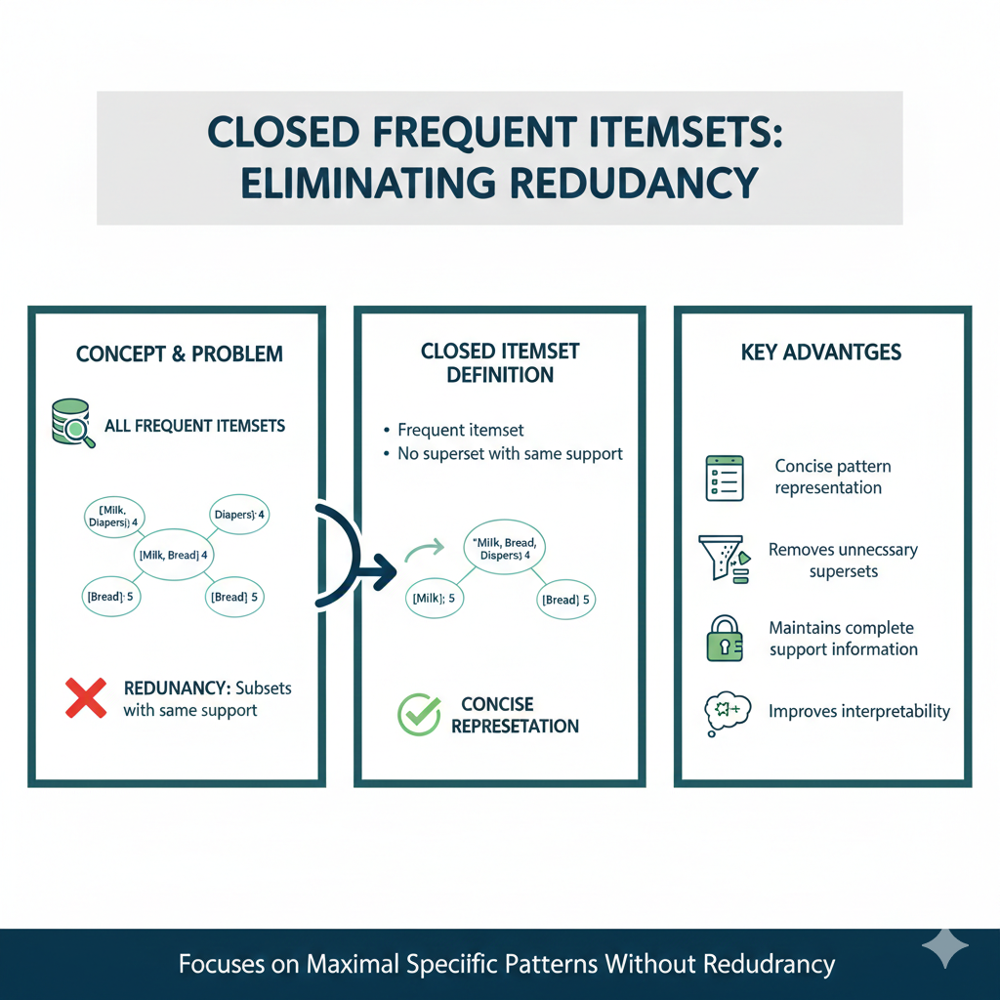 CLOSED FREQUENT ITEMSETS:
ELIMINATING REDUDANCY
CONCEPT & PROBLEM
ALL FREQUENT ITEMSETS
[Milk,
Diapers|} 4
Diapers}: 4
[Milk, Bread] 4
[Bread]: 5
[Bread} 5
REDUNANCY: Subsets
with same support
CLOSED ITEMSET
DEFINITION
• Frequent itemset
• No superset with same support
"Milk, Bread,
Dispers} 4
[Milk]; 5
[Bread} 5
CONCISE
REPRESETATION
KEY ADVANTGES
Concise pattern
representation
Removes unnecssary
supersets
Maintains complete
support information
Improves interpretability
Focuses on Maximal Speciific Patterns Without Redudrancy